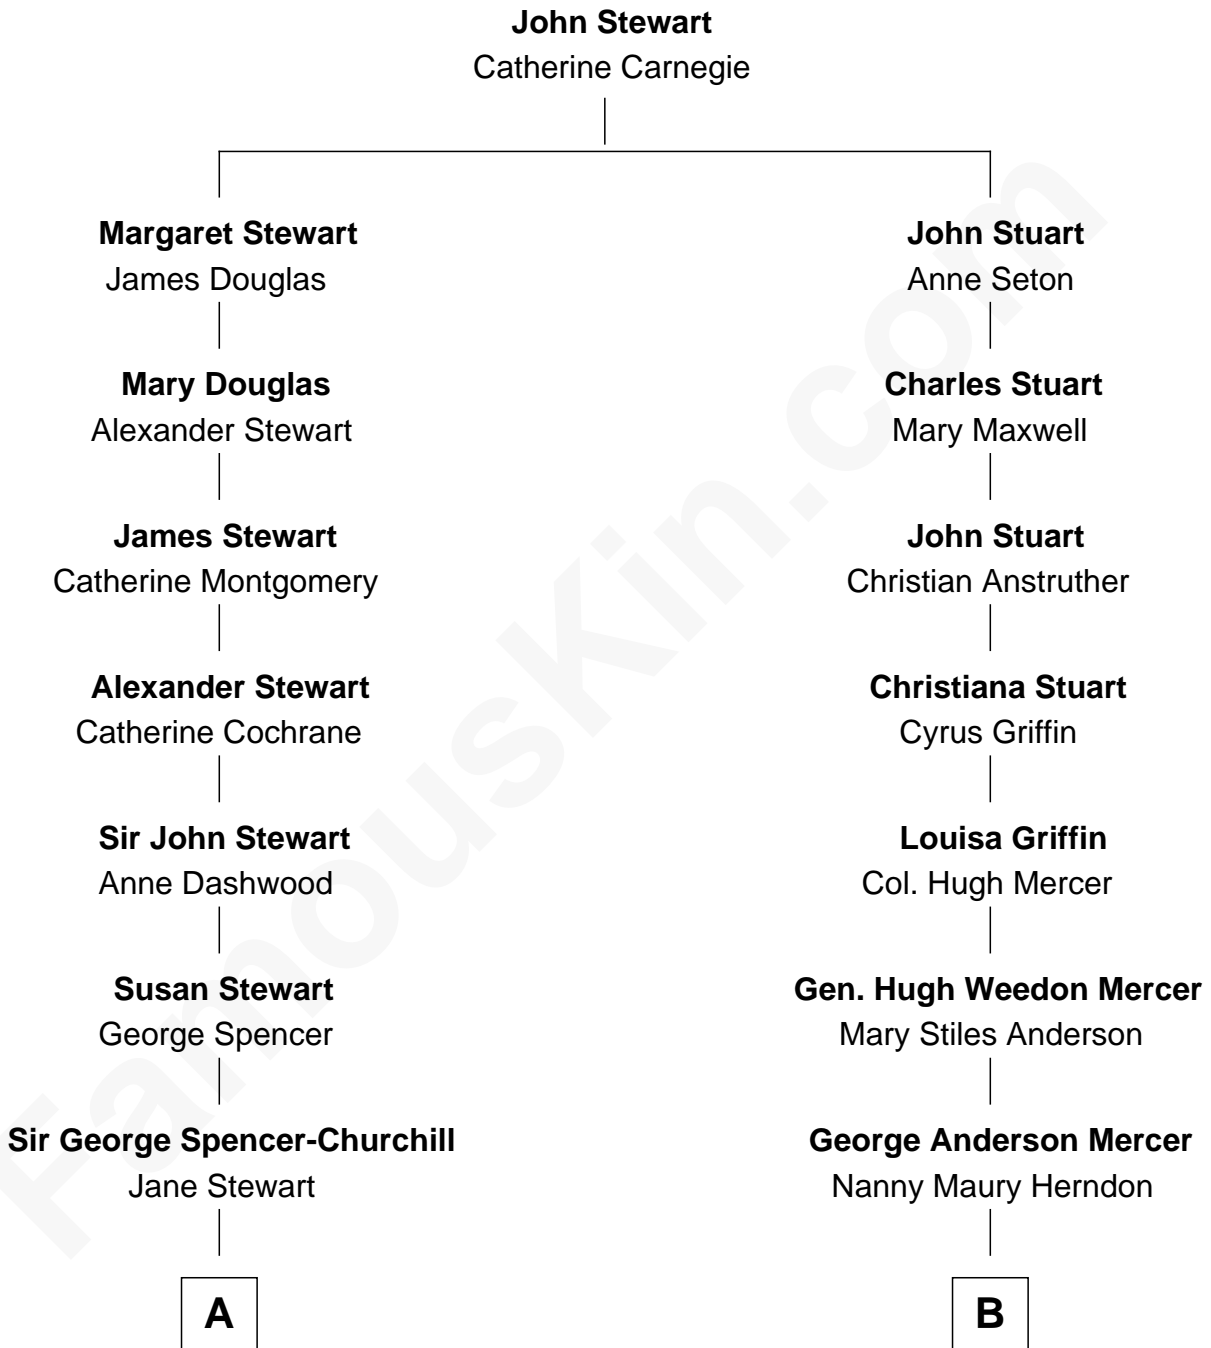 John Stewart
Catherine Carnegie
Margaret Stewart
James Douglas
John Stuart
Anne Seton
Mary Douglas
Alexander Stewart
Charles Stuart
Mary Maxwell
James Stewart
Catherine Montgomery
John Stuart
Christian Anstruther
Alexander Stewart
Catherine Cochrane
Christiana Stuart
Cyrus Griffin
Sir John Stewart
Anne Dashwood
Louisa Griffin
Col. Hugh Mercer
Susan Stewart
George Spencer
Gen. Hugh Weedon Mercer
Mary Stiles Anderson
Sir George Spencer-Churchill
Jane Stewart
George Anderson Mercer
Nanny Maury Herndon
A
B
FamousKin.com